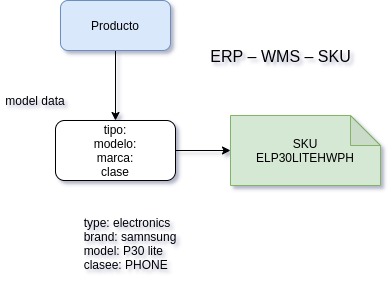 Producto
ERP – WMS – SKU
model data
tipo:
modelo:
marca:
clase
SKU
ELP30LITEHWPH
type: electronics
brand: samnsung
model: P30 lite
clasee: PHONE